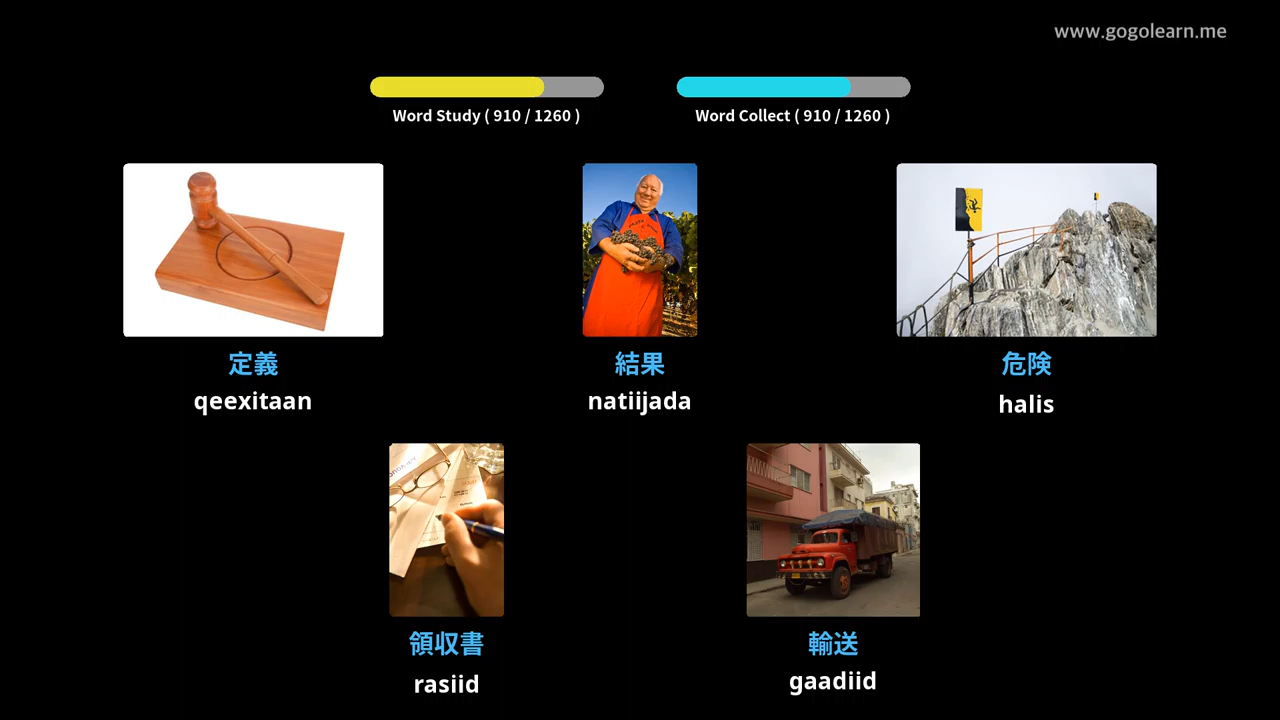 www.gogolearn.me
Word Study ( 910 / 1260 )
Word Collect ( 910 / 1260 )
定義
qeexitaan
結果
natiijada
危険
halis
領収書
rasiid
輸送
gaadiid